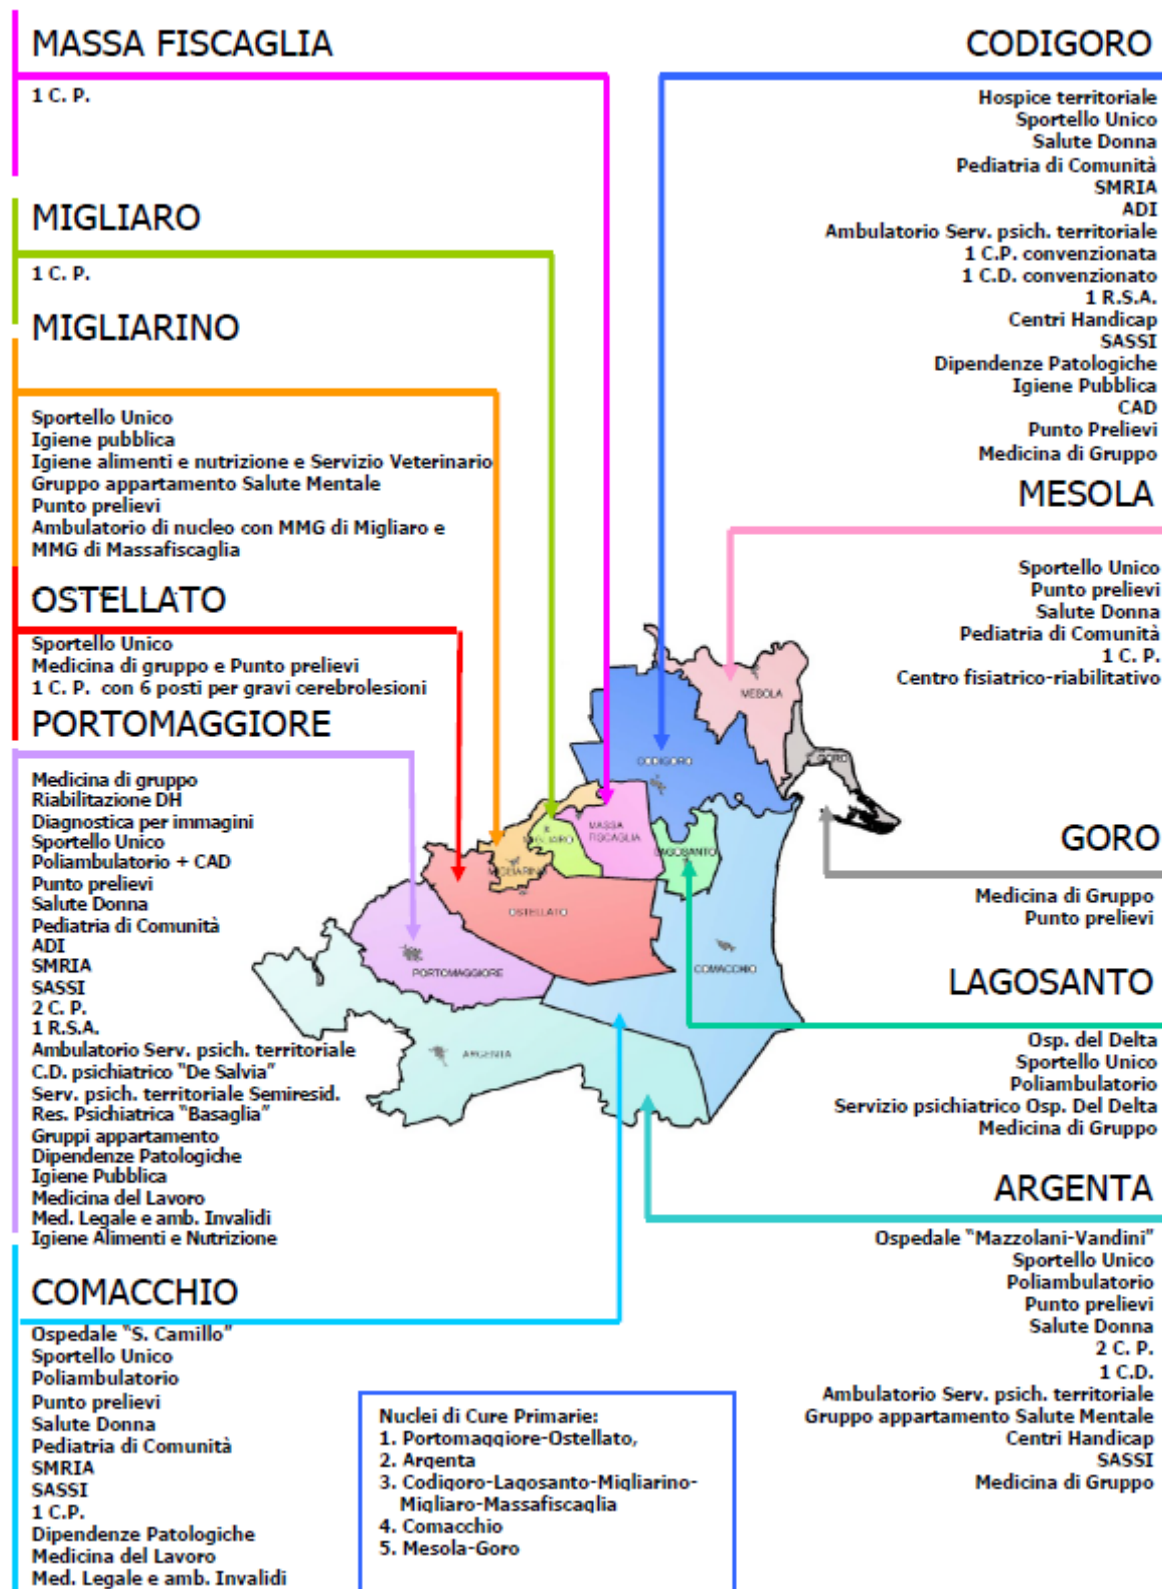 MASSA FISCAGLIA
1 C. P.
MIGLIARO
1 C. P.
MIGLIARINO
Sportello Unico
Igiene pubblica
Igiene alimenti e nutrizione e Servizio Veterinario
Gruppo appartamento Salute Mentale
Punto prelievi
Ambulatorio di nucleo con MMG di Migliaro e
MMG di Massafiscaglia
OSTELLATO
Sportello Unico
Medicina di gruppo e Punto prelievi
1 C. P. con 6 posti per gravi cerebrolesioni
PORTOMAGGIORE
Medicina di gruppo
Riabilitazione DH
Diagnostica per immagini
Sportello Unico
Poliambulatorio + CAD
Punto prelievi
Salute Donna
Pediatria di Comunità
ADI
SMRIA
SASSI
2 C. P.
1 R.S.A.
Ambulatorio Serv. psich. territoriale
C.D. psichiatrico "De Salvia"
Serv. psich. territoriale Semiresid.
Res. Psichiatrica "Basaglia"
Gruppi appartamento
Dipendenze Patologiche
Igiene Pubblica
Medicina del Lavoro
Med. Legale e amb. Invalidi
Igiene Alimenti e Nutrizione
COMACCHIO
Ospedale "S. Camillo"
Sportello Unico
Poliambulatorio
Punto prelievi
Salute Donna
Pediatria di Comunità
SMRIA
SASSI
1 C.P.
Dipendenze Patologiche
Medicina del Lavoro
Med. Legale e amb. Invalidi
CODIGORO
Hospice territoriale
Sportello Unico
Salute Donna
Pediatria di Comunità
SMRIA
ADI
Ambulatorio Serv. psich. territoriale
1 C.P. convenzionata
1 C.D. convenzionato
1 R.S.A.
Centri Handicap
SASSI
Dipendenze Patologiche
Igiene Pubblica
CAD
Punto Prelievi
Medicina di Gruppo
MESOLA
Sportello Unico
Punto prelievi
Salute Donna
Pediatria di Comunità
1 C. P.
Centro fisiatrico-riabilitativo
GORO
Medicina di Gruppo
Punto prelievi
LAGOSANTO
Osp. del Delta
Sportello Unico
Poliambulatorio
Servizio psichiatrico Osp. Del Delta
Medicina di Gruppo
ARGENTA
Ospedale "Mazzolani-Vandini"
Sportello Unico
Poliambulatorio
Punto prelievi
Salute Donna
2 C. P.
1 C.D.
Ambulatorio Serv. psich. territoriale
Gruppo appartamento Salute Mentale
Centri Handicap
SASSI
Medicina di Gruppo
MESOLA
GORO
CODIGORO
MASSA
FISCAGLIA
MIGLIARO
LAGOSANTO
MIGLIARINO
OSTELLATO
COMACCHIO
PORTOMAGGIORE
ARGENTA
Nuclei di Cure Primarie:
1. Portomaggiore-Ostellato,
2. Argenta
3. Codigoro-Lagosanto-Migliarino-
Migliaro-Massafiscaglia
4. Comacchio
5. Mesola-Goro